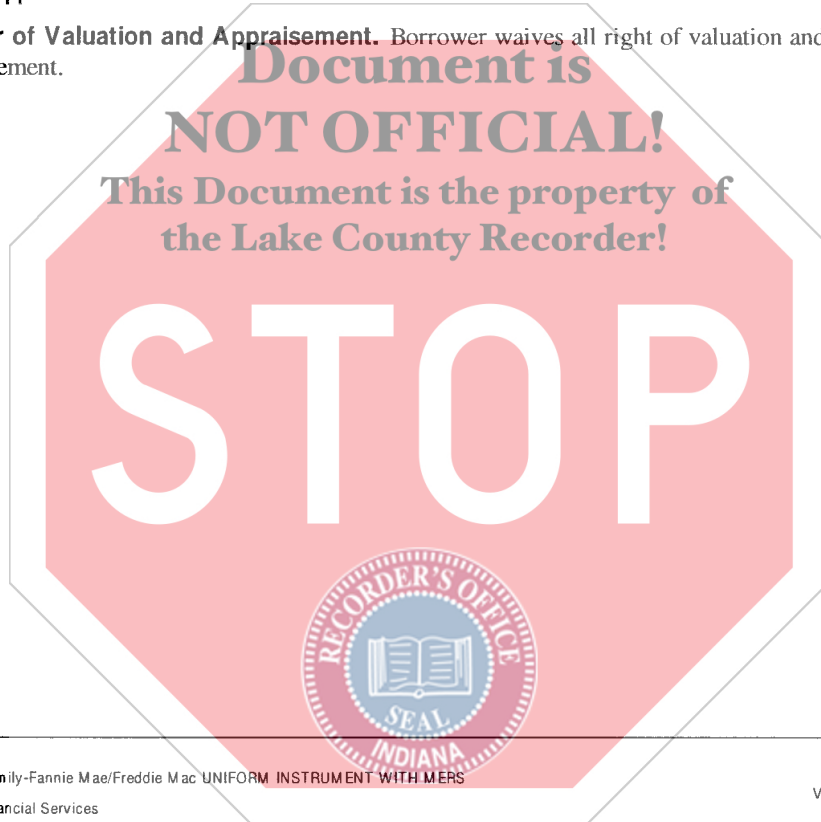 r of Valuation and Appraisement. Borrower waives all right of valuation and
ement.
Document is
NOT OFFICIAL!
This Document is the property of
the Lake County Recorder!
STOP
RECORDER'S OFFICE
SEAL
INDIANA
mily-Fannie Mae/Freddie Mac UNIFORM INSTRUMENT WITH MERS
ancial Services
V